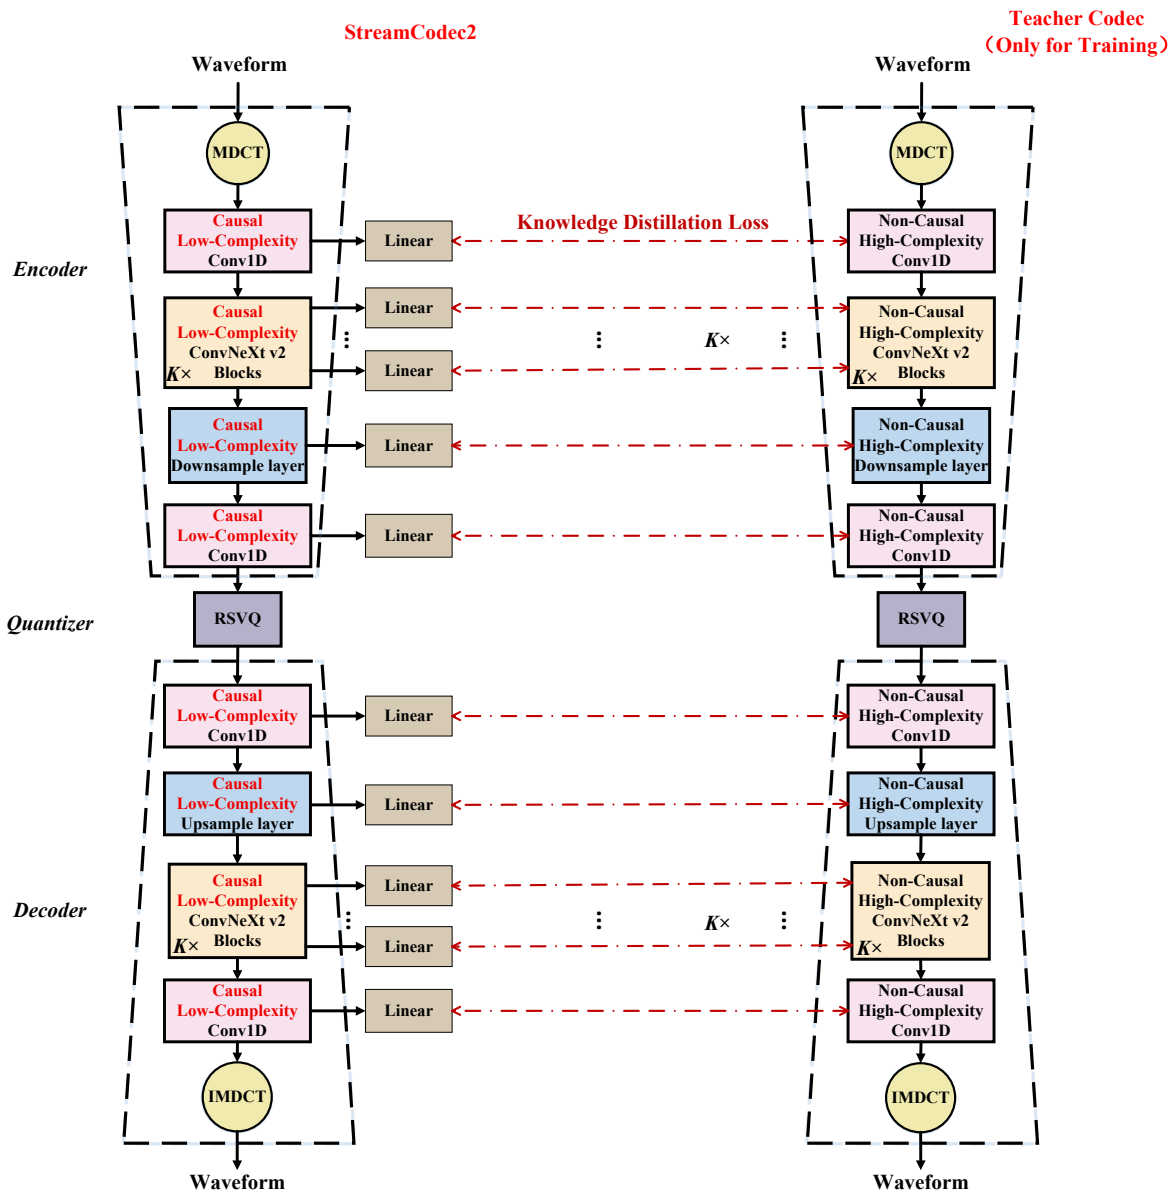 StreamCodec2
Teacher Codec
（Only for Training）
Waveform
Waveform
MDCT
MDCT
Encoder
Causal
Low-Complexity
Conv1D
Linear
Knowledge Distillation Loss
Non-Causal
High-Complexity
Conv1D
Causal
Low-Complexity
ConvNeXt v2
Blocks
K×
Linear
⋮
Linear
⋮
K×
⋮
Non-Causal
High-Complexity
ConvNeXt v2
Blocks
K×
Causal
Low-Complexity
Downsample layer
Linear
Non-Causal
High-Complexity
Downsample layer
Causal
Low-Complexity
Conv1D
Linear
Non-Causal
High-Complexity
Conv1D
Quantizer
RSVQ
RSVQ
Decoder
Causal
Low-Complexity
Conv1D
Linear
Non-Causal
High-Complexity
Conv1D
Causal
Low-Complexity
Upsample layer
Linear
Non-Causal
High-Complexity
Upsample layer
Causal
Low-Complexity
ConvNeXt v2
Blocks
K×
Linear
⋮
Linear
⋮
K×
⋮
Non-Causal
High-Complexity
ConvNeXt v2
Blocks
K×
Causal
Low-Complexity
Conv1D
Linear
Non-Causal
High-Complexity
Conv1D
IMDCT
IMDCT
Waveform
Waveform